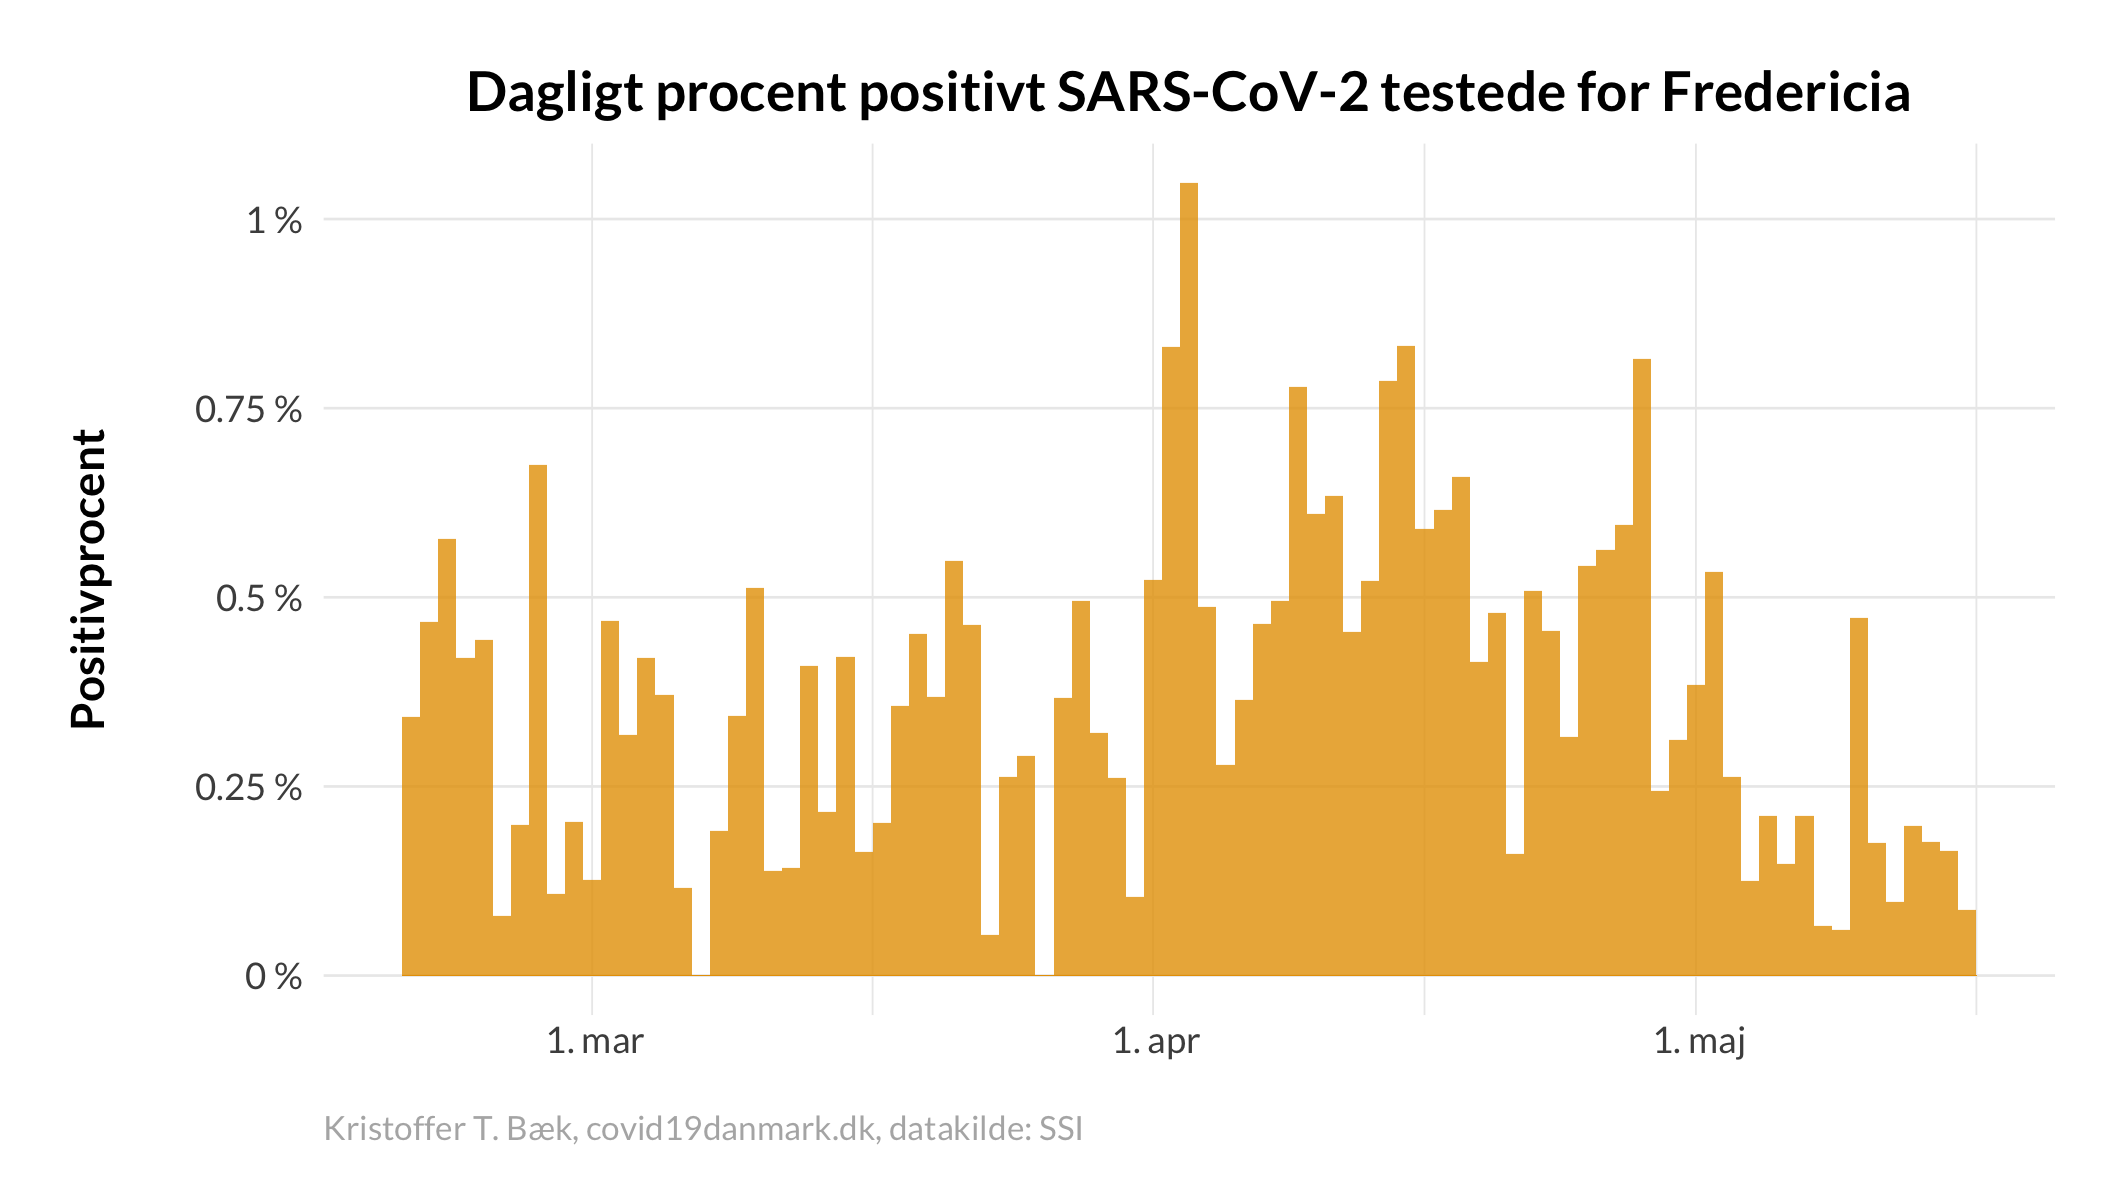 Dagligt procent positivt SARS-CoV-2 testede for Fredericia
Positivprocent
1 %
0.75 %
0.5 %
0.25 %
0 %
1. mar
1. apr
1. maj
Kristoffer T. Bæk, covid19danmark.dk, datakilde: SSI